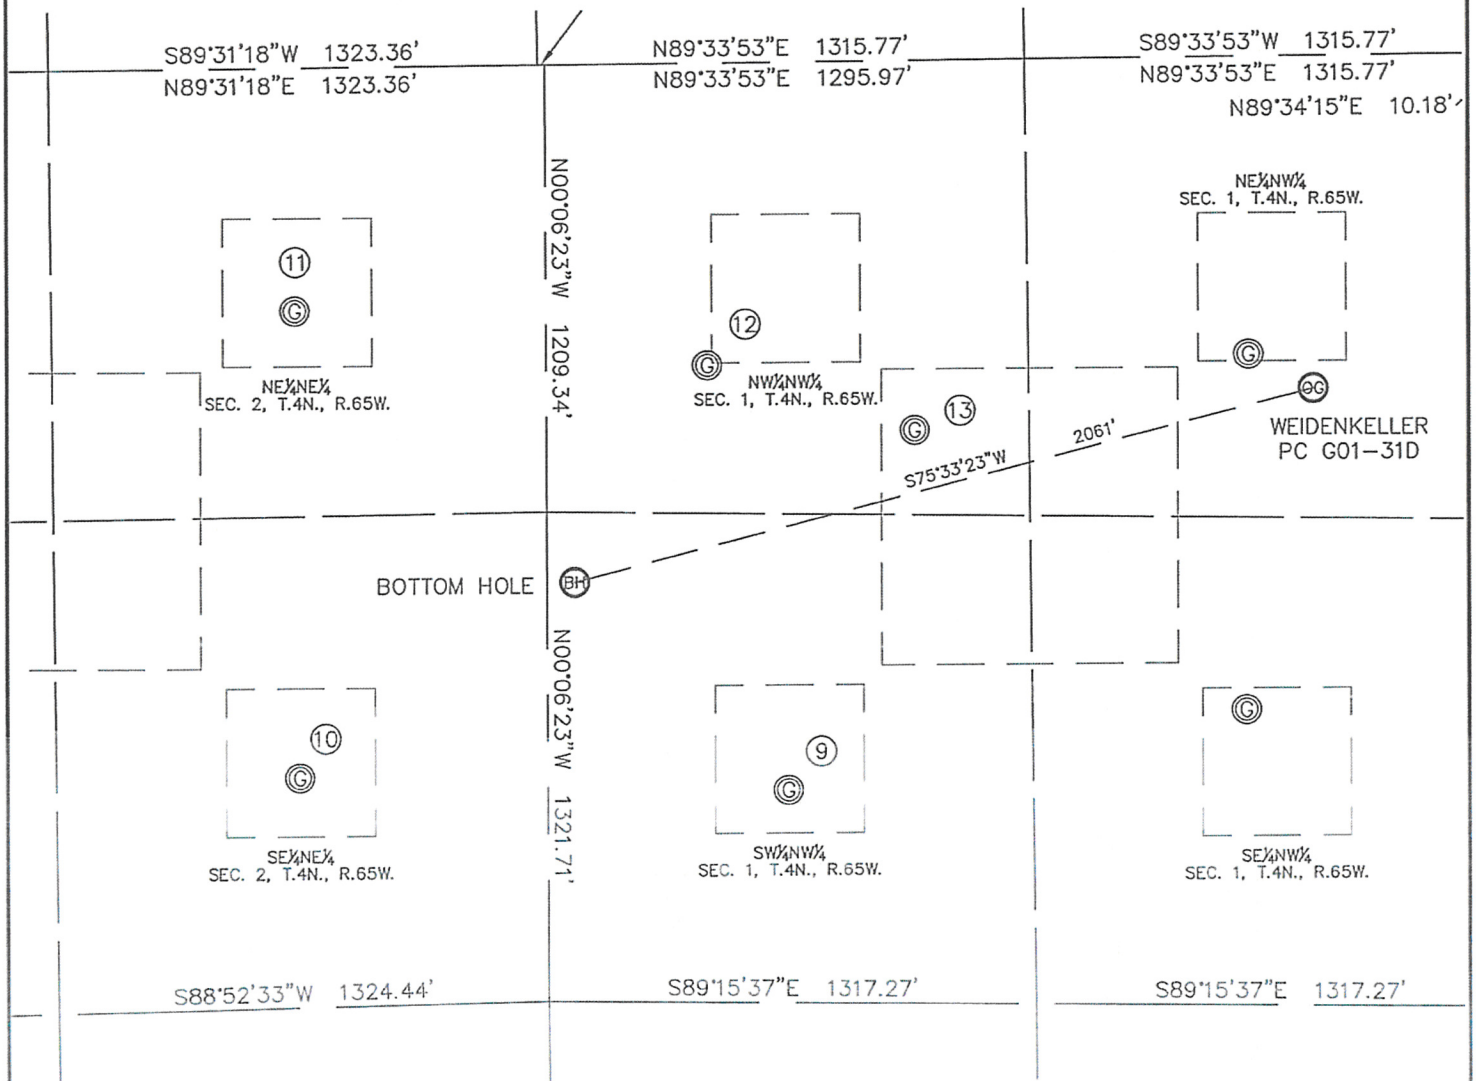 S89°31'18"W 1323.36'
N89°31'18"E 1323.36'
N89°33'53"E 1315.77'
N89°33'53"E 1295.97'
S89°33'53"W 1315.77'
N89°33'53"E 1315.77'
N89°34'15"E 10.18'
N00°06'23"W 1209.34'
NE¼NW¼
SEC. 1, T.4N., R.65W.
11
G
NE¼NE¼
SEC. 2, T.4N., R.65W.
12
G
NW¼NW¼
SEC. 1, T.4N., R.65W.
G
OG
WEIDENKELLER
PC G01-31D
13
G
2061'
S75°33'23"W
BOTTOM HOLE
BH
N00°06'23"W 1321.71'
10
G
SE¼NE¼
SEC. 2, T.4N., R.65W.
9
G
SW¼NW¼
SEC. 1, T.4N., R.65W.
G
SE¼NW¼
SEC. 1, T.4N., R.65W.
S88°52'33"W 1324.44'
S89°15'37"E 1317.27'
S89°15'37"E 1317.27'